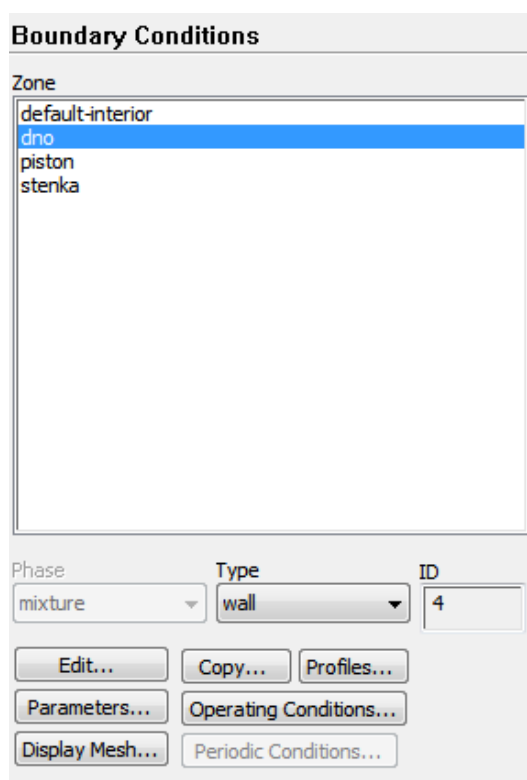 Boundary Conditions
Zone
default-interior
dno
piston
stenka
Phase Type ID
mixture wall 4
Edit... Copy... Profiles...
Parameters... Operating Conditions...
Display Mesh... Periodic Conditions...